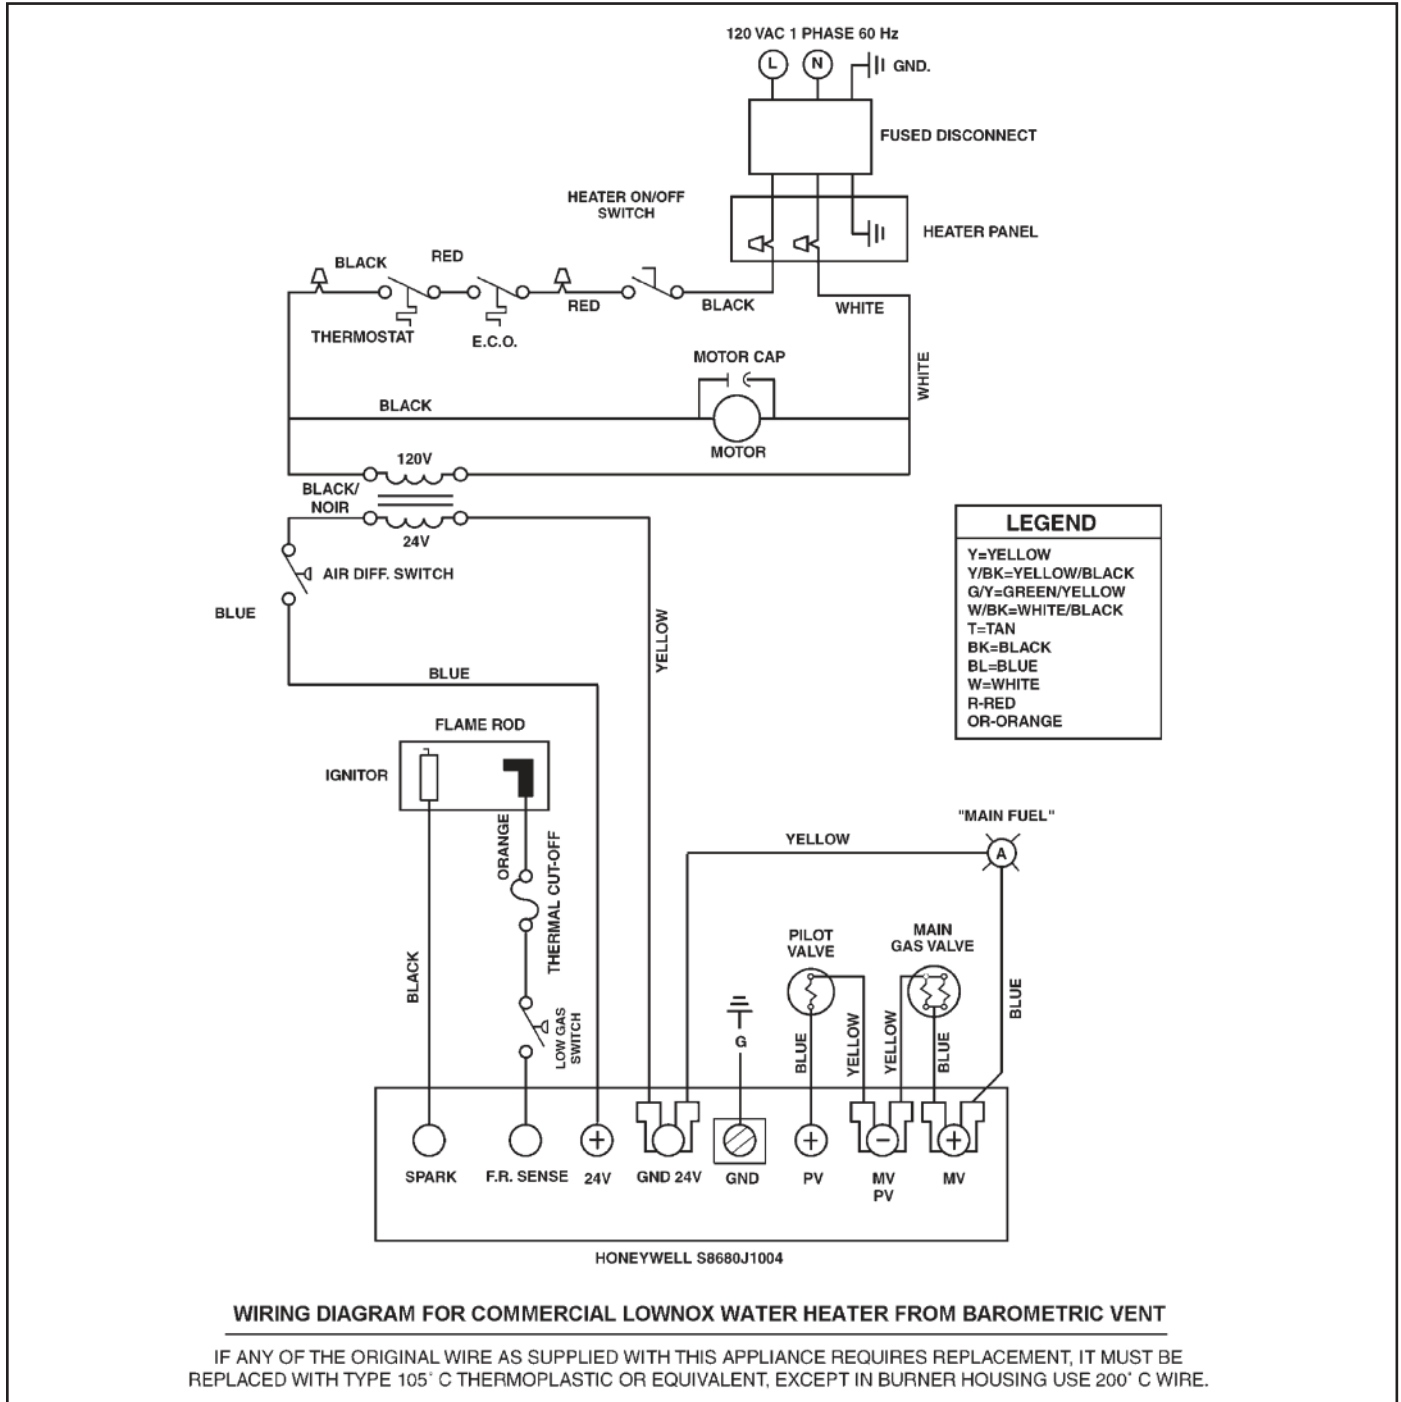 120 VAC 1 PHASE 60 Hz
L
N
GND.
FUSED DISCONNECT
HEATER ON/OFF
SWITCH
HEATER PANEL
BLACK
RED
RED
BLACK
WHITE
THERMOSTAT
E.C.O.
WHITE
MOTOR CAP
BLACK
MOTOR
120V
BLACK/
NOIR
24V
AIR DIFF. SWITCH
BLUE
YELLOW
BLUE
LEGEND
Y=YELLOW
Y/BK=YELLOW/BLACK
G/Y=GREEN/YELLOW
W/BK=WHITE/BLACK
T=TAN
BK=BLACK
BL=BLUE
W=WHITE
R-RED
OR-ORANGE
FLAME ROD
IGNITOR
ORANGE
THERMAL CUT-OFF
BLACK
LOW GAS
SWITCH
"MAIN FUEL"
YELLOW
A
PILOT
VALVE
MAIN
GAS VALVE
BLUE
G
BLUE
YELLOW
YELLOW
BLUE
+
+
−
+
SPARK
F.R. SENSE
24V
GND 24V
GND
PV
MV
PV
MV
HONEYWELL S8680J1004
WIRING DIAGRAM FOR COMMERCIAL LOWNOX WATER HEATER FROM BAROMETRIC VENT
IF ANY OF THE ORIGINAL WIRE AS SUPPLIED WITH THIS APPLIANCE REQUIRES REPLACEMENT, IT MUST BE
REPLACED WITH TYPE 105° C THERMOPLASTIC OR EQUIVALENT, EXCEPT IN BURNER HOUSING USE 200° C WIRE.